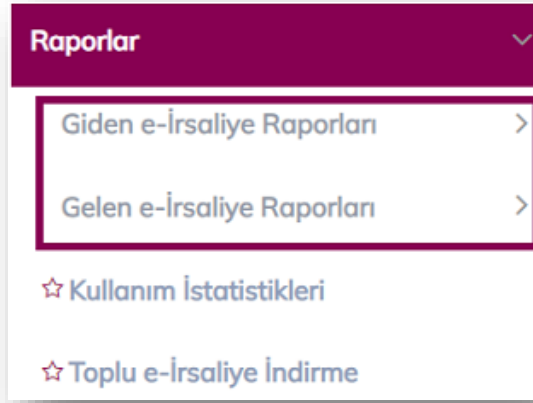 Raporlar
Giden e-İrsaliye Raporları
Gelen e-İrsaliye Raporları
Kullanım İstatistikleri
Toplu e-İrsaliye İndirme